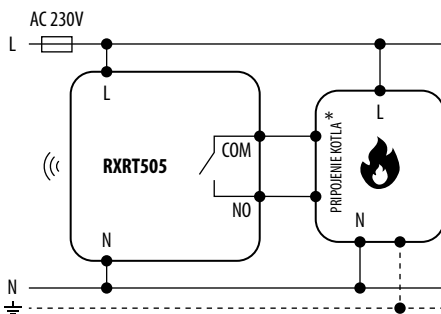 AC 230V
L
L
L
COM
RXRT505
PRIPOJENIE KOTLA *
NO
N
N
N